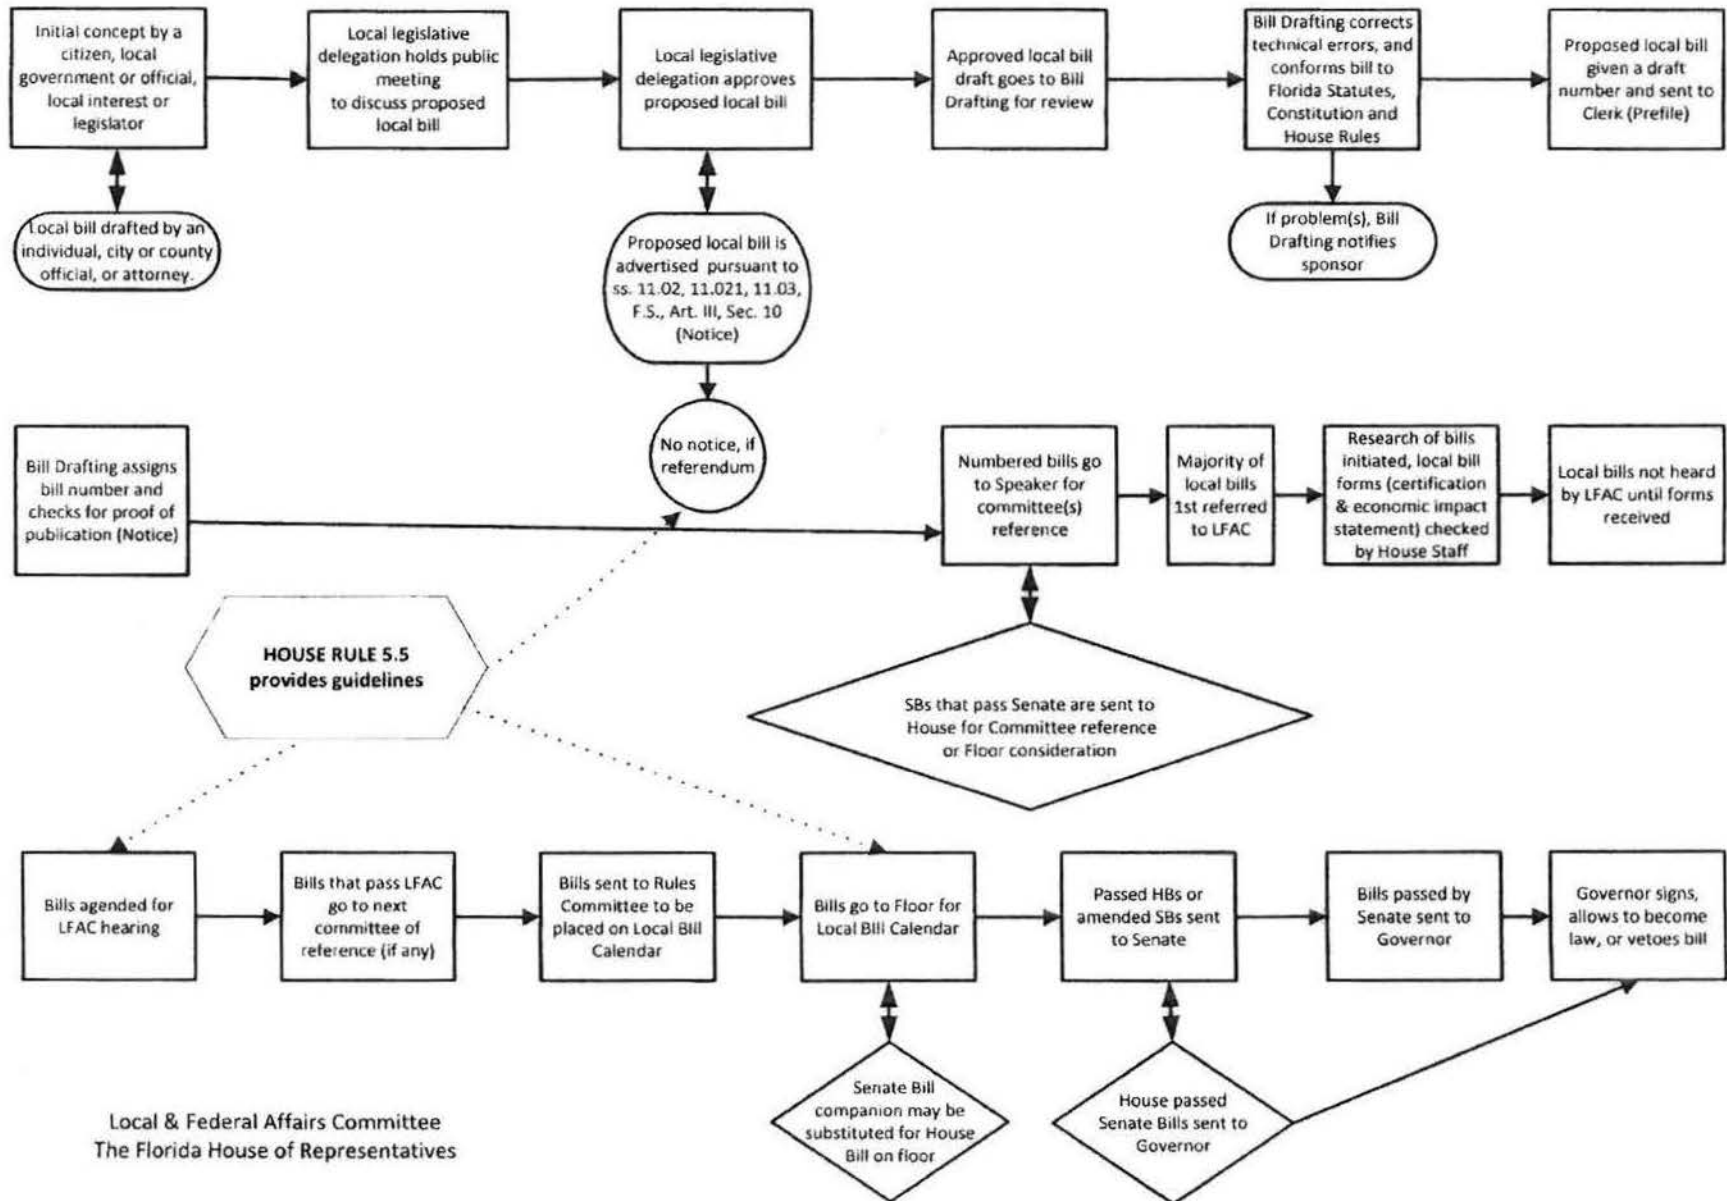 Initial concept by a
citizen, local
government or official,
local interest or
legislator
Local legislative
delegation holds public
meeting
to discuss proposed
local bill
Local legislative
delegation approves
proposed local bill
Approved local bill
draft goes to Bill
Drafting for review
Bill Drafting corrects
technical errors, and
conforms bill to
Florida Statutes,
Constitution and
House Rules
Proposed local bill
given a draft
number and sent to
Clerk (Prefile)
Local bill drafted by an
individual, city or county
official, or attorney.
Proposed local bill is
advertised pursuant to
ss. 11.02, 11.021, 11.03,
F.S., Art. III, Sec. 10
(Notice)
If problem(s), Bill
Drafting notifies
sponsor
No notice, if
referendum
Bill Drafting assigns
bill number and
checks for proof of
publication (Notice)
Numbered bills go
to Speaker for
committee(s)
reference
Majority of
local bills
1st referred
to LFAC
Research of bills
initiated, local bill
forms (certification
& economic impact
statement) checked
by House Staff
Local bills not heard
by LFAC until forms
received
HOUSE RULE 5.5
provides guidelines
SBs that pass Senate are sent to
House for Committee reference
or Floor consideration
Bills agended for
LFAC hearing
Bills that pass LFAC
go to next
committee of
reference (if any)
Bills sent to Rules
Committee to be
placed on Local Bill
Calendar
Bills go to Floor for
Local Bill Calendar
Passed HBs or
amended SBs sent
to Senate
Bills passed by
Senate sent to
Governor
Governor signs,
allows to become
law, or vetoes bill
Senate Bill
companion may be
substituted for House
Bill on floor
House passed
Senate Bills sent to
Governor
Local & Federal Affairs Committee
The Florida House of Representatives